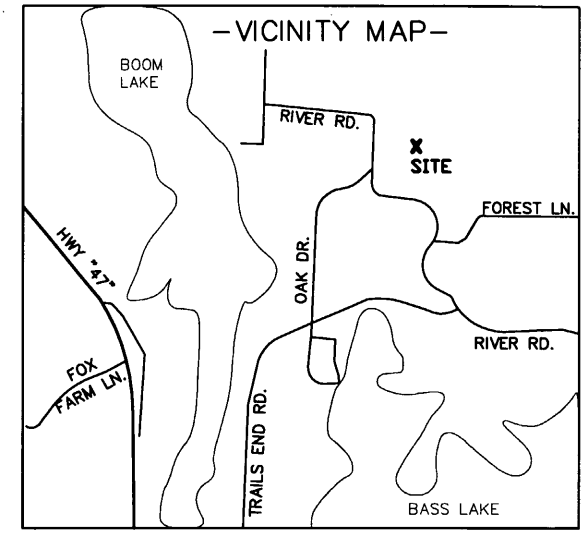 -VICINITY MAP-
BOOM
LAKE
RIVER RD.
X
SITE
FOREST LN.
HWY "47"
OAK DR.
RIVER RD.
FOX
FARM LN.
TRAILS END RD.
BASS LAKE